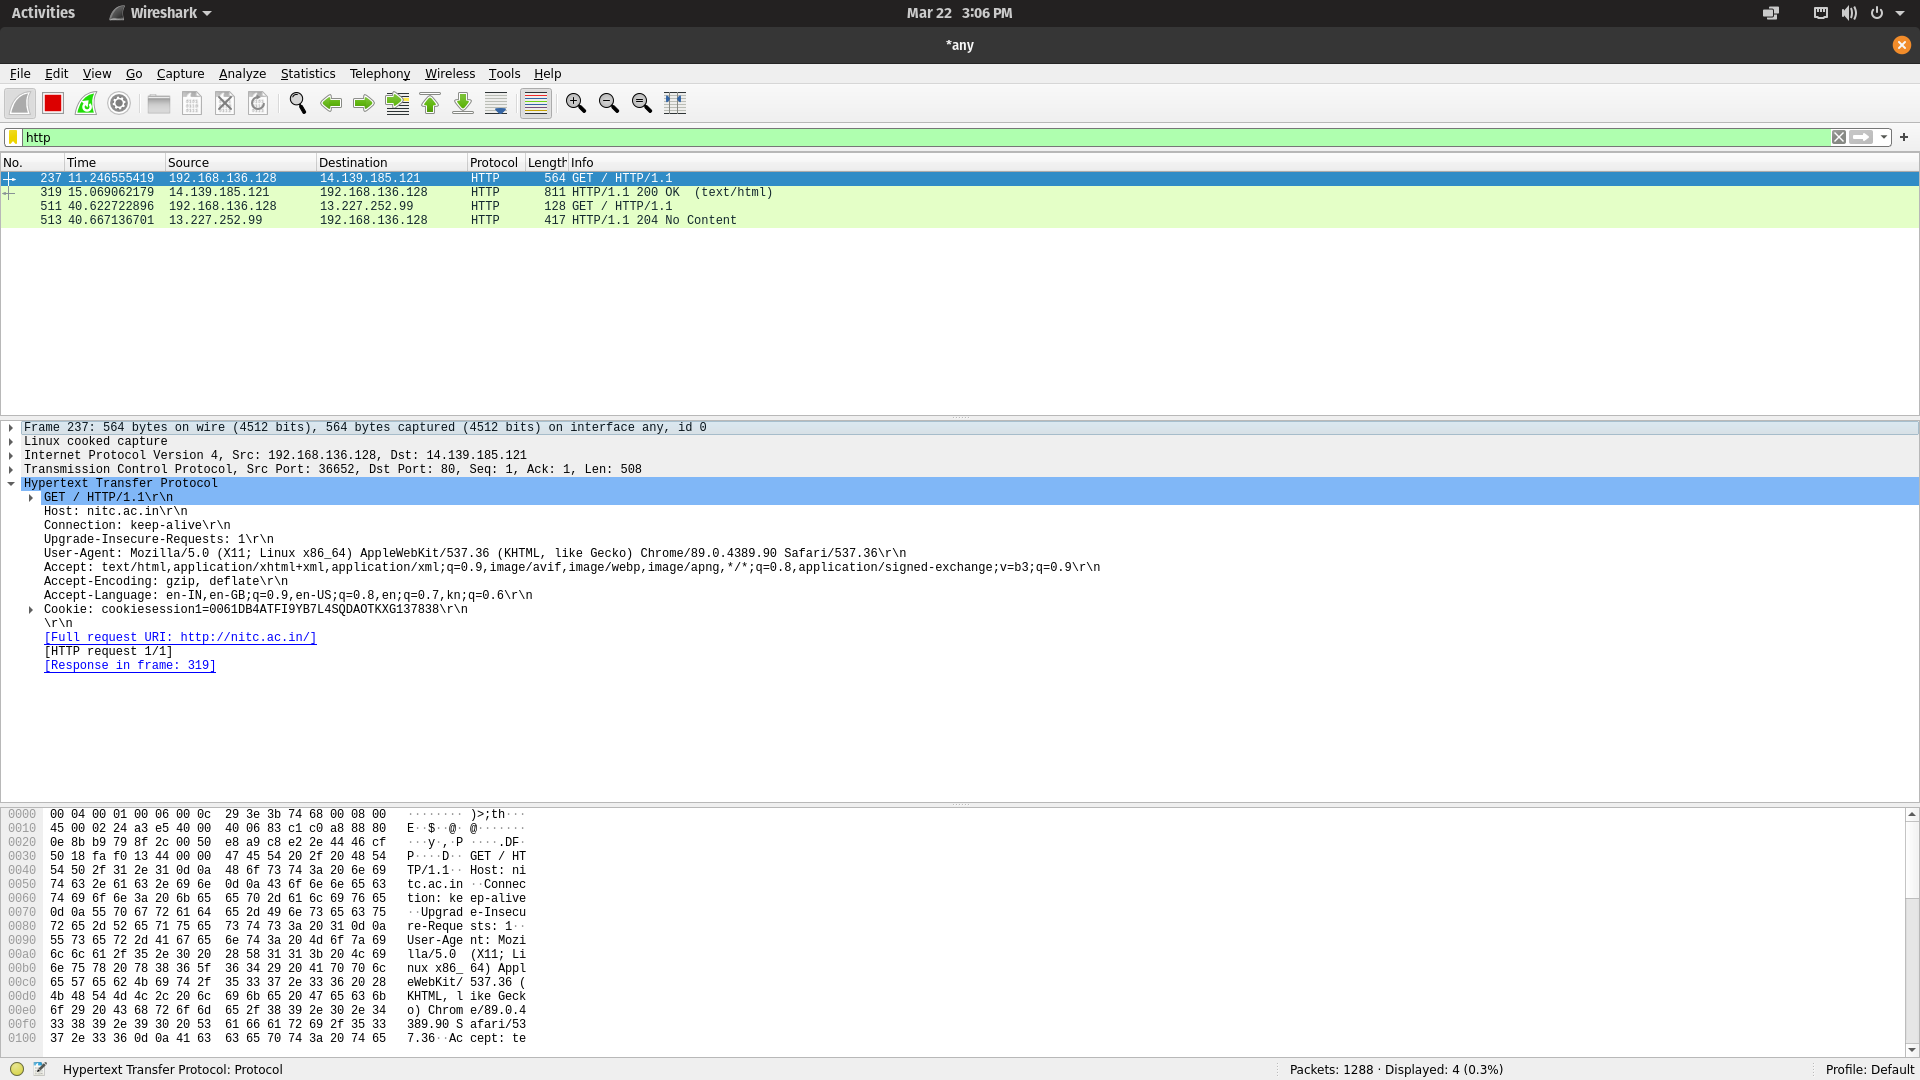 Activities Wireshark Mar 22 3:06 PM
*any
File Edit View Go Capture Analyze Statistics Telephony Wireless Tools Help
http
No. Time Source Destination Protocol Length Info
237 11.246555419 192.168.136.128 14.139.185.121 HTTP 564 GET / HTTP/1.1
319 15.069062179 14.139.185.121 192.168.136.128 HTTP 811 HTTP/1.1 200 OK (text/html)
511 40.622722896 192.168.136.128 13.227.252.99 HTTP 128 GET / HTTP/1.1
513 40.667136701 13.227.252.99 192.168.136.128 HTTP 417 HTTP/1.1 204 No Content
Frame 237: 564 bytes on wire (4512 bits), 564 bytes captured (4512 bits) on interface any, id 0
Linux cooked capture
Internet Protocol Version 4, Src: 192.168.136.128, Dst: 14.139.185.121
Transmission Control Protocol, Src Port: 36652, Dst Port: 80, Seq: 1, Ack: 1, Len: 508
Hypertext Transfer Protocol
GET / HTTP/1.1\r\n
Host: nitc.ac.in\r\n
Connection: keep-alive\r\n
Upgrade-Insecure-Requests: 1\r\n
User-Agent: Mozilla/5.0 (X11; Linux x86_64) AppleWebKit/537.36 (KHTML, like Gecko) Chrome/89.0.4389.90 Safari/537.36\r\n
Accept: text/html,application/xhtml+xml,application/xml;q=0.9,image/avif,image/webp,image/apng,*/*;q=0.8,application/signed-exchange;v=b3;q=0.9\r\n
Accept-Encoding: gzip, deflate\r\n
Accept-Language: en-IN,en-GB;q=0.9,en-US;q=0.8,en;q=0.7,kn;q=0.6\r\n
Cookie: cookiesession1=0061DB4ATFI9YB7L4SQDAOTKXG137838\r\n
\r\n
[Full request URI: http://nitc.ac.in/]
[HTTP request 1/1]
[Response in frame: 319]
0000 00 04 00 01 00 06 00 0c 29 3e 3b 74 68 00 08 00 ········ )>;th···
0010 45 00 02 24 a3 e5 40 00 40 06 83 c1 c0 a8 88 80 E··$··@· @·······
0020 0e 8b b9 79 8f 2c 00 50 e8 a9 c8 e2 2e 44 46 cf ···y·,·P ····.DF·
0030 50 18 fa f0 13 44 00 00 47 45 54 20 2f 20 48 54 P····D·· GET / HT
0040 54 50 2f 31 2e 31 0d 0a 48 6f 73 74 3a 20 6e 69 TP/1.1·· Host: ni
0050 74 63 2e 61 63 2e 69 6e 0d 0a 43 6f 6e 6e 65 63 tc.ac.in ··Connec
0060 74 69 6f 6e 3a 20 6b 65 65 70 2d 61 6c 69 76 65 tion: ke ep-alive
0070 0d 0a 55 70 67 72 61 64 65 2d 49 6e 73 65 63 75 ··Upgrad e-Insecu
0080 72 65 2d 52 65 71 75 65 73 74 73 3a 20 31 0d 0a re-Reque sts: 1··
0090 55 73 65 72 2d 41 67 65 6e 74 3a 20 4d 6f 7a 69 User-Age nt: Mozi
00a0 6c 6c 61 2f 35 2e 30 20 28 58 31 31 3b 20 4c 69 lla/5.0 (X11; Li
00b0 6e 75 78 20 78 38 36 5f 36 34 29 20 41 70 70 6c nux x86_ 64) Appl
00c0 65 57 65 62 4b 69 74 2f 35 33 37 2e 33 36 20 28 eWebKit/ 537.36 (
00d0 4b 48 54 4d 4c 2c 20 6c 69 6b 65 20 47 65 63 6b KHTML, l ike Geck
00e0 6f 29 20 43 68 72 6f 6d 65 2f 38 39 2e 30 2e 34 o) Chrom e/89.0.4
00f0 33 38 39 2e 39 30 20 53 61 66 61 72 69 2f 35 33 389.90 S afari/53
0100 37 2e 33 36 0d 0a 41 63 63 65 70 74 3a 20 74 65 7.36··Ac cept: te
Hypertext Transfer Protocol: Protocol Packets: 1288 · Displayed: 4 (0.3%) Profile: Default